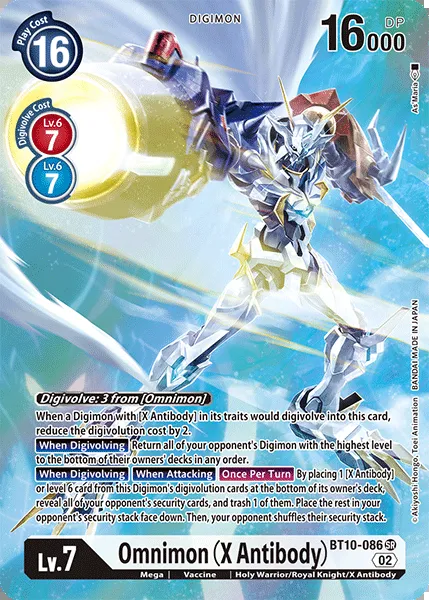 DIGIMON
Play Cost
16
16000 DP
Digivolve Cost
Lv.6
7
Lv.6
7
As'Maria
Digivolve: 3 from [Omnimon]
When a Digimon with [X Antibody] in its traits would digivolve into this card,
reduce the digivolution cost by 2.
When Digivolving Return all of your opponent's Digimon with the highest level
to the bottom of their owners' decks in any order.
When Digivolving When Attacking Once Per Turn By placing 1 [X Antibody]
or level 6 card from this Digimon's digivolution cards at the bottom of its owner's deck,
reveal all of your opponent's security cards, and trash 1 of them. Place the rest in your
opponent's security stack face down. Then, your opponent shuffles their security stack.
©Akiyoshi Hongo, Toei Animation BANDAI MADE IN JAPAN
Lv.7
Omnimon (X Antibody)
BT10-086 SR
02
Mega | Vaccine | Holy Warrior/Royal Knight/X Antibody